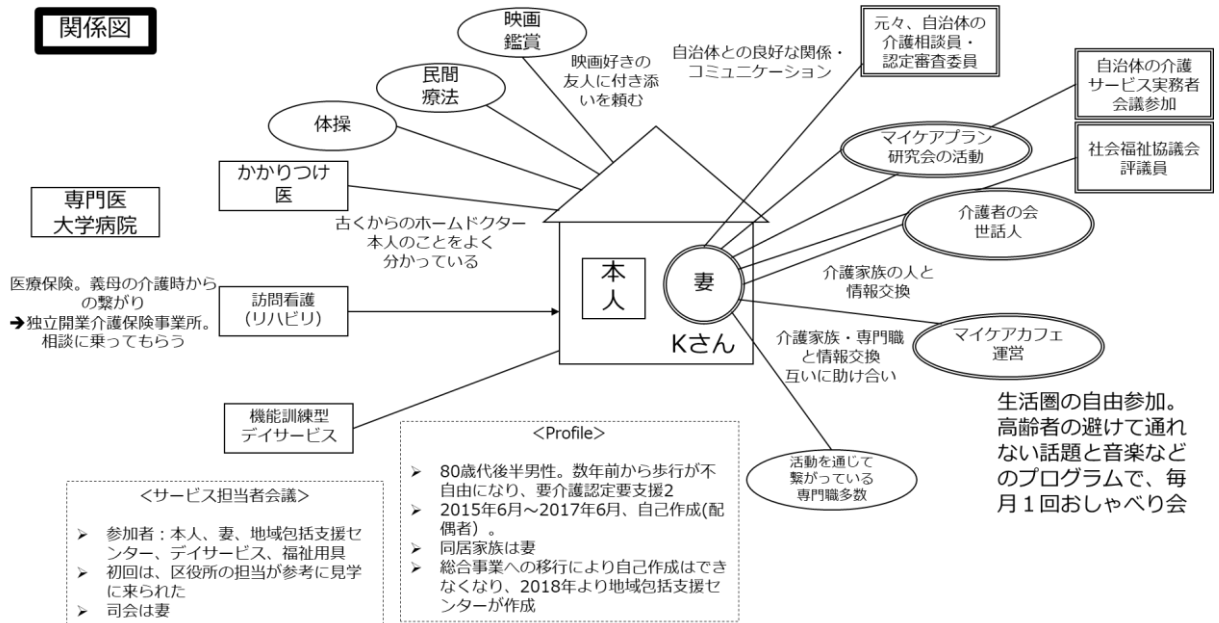 関係図
映画
鑑賞
映画好きの
友人に付き添
いを頼む
民間
療法
体操
かかりつけ
医
古くからのホームドクター
本人のことをよく
分かっている
専門医
大学病院
医療保険。義母の介護時から
の繋がり
➔独立開業介護保険事業所。
相談に乗ってもらう
訪問看護
(リハビリ)
機能訓練型
デイサービス
本
人
妻
Kさん
自治体との良好な関係・
コミュニケーション
元々、自治体の
介護相談員・
認定審査委員
マイケアプラン
研究会の活動
自治体の介護
サービス実務者
会議参加
社会福祉協議会
評議員
介護者の会
世話人
介護家族の人と
情報交換
マイケアカフェ
運営
介護家族・専門職
と情報交換
互いに助け合い
活動を通じて
繋がっている
専門職多数
生活圏の自由参加。
高齢者の避けて通れ
ない話題と音楽など
のプログラムで、毎
月1回おしゃべり会
<サービス担当者会議>
➢ 参加者:本人、妻、地域包括支援セ
ンター、デイサービス、福祉用具
➢ 初回は、区役所の担当が参考に見学
に来られた
➢ 司会は妻
<Profile>
➢ 80歳代後半男性。数年前から歩行が不
自由になり、要介護認定要支援2
➢ 2015年6月~2017年6月、自己作成(配
偶者)。
➢ 同居家族は妻
➢ 総合事業への移行により自己作成はでき
なくなり、2018年より地域包括支援セ
ンターが作成